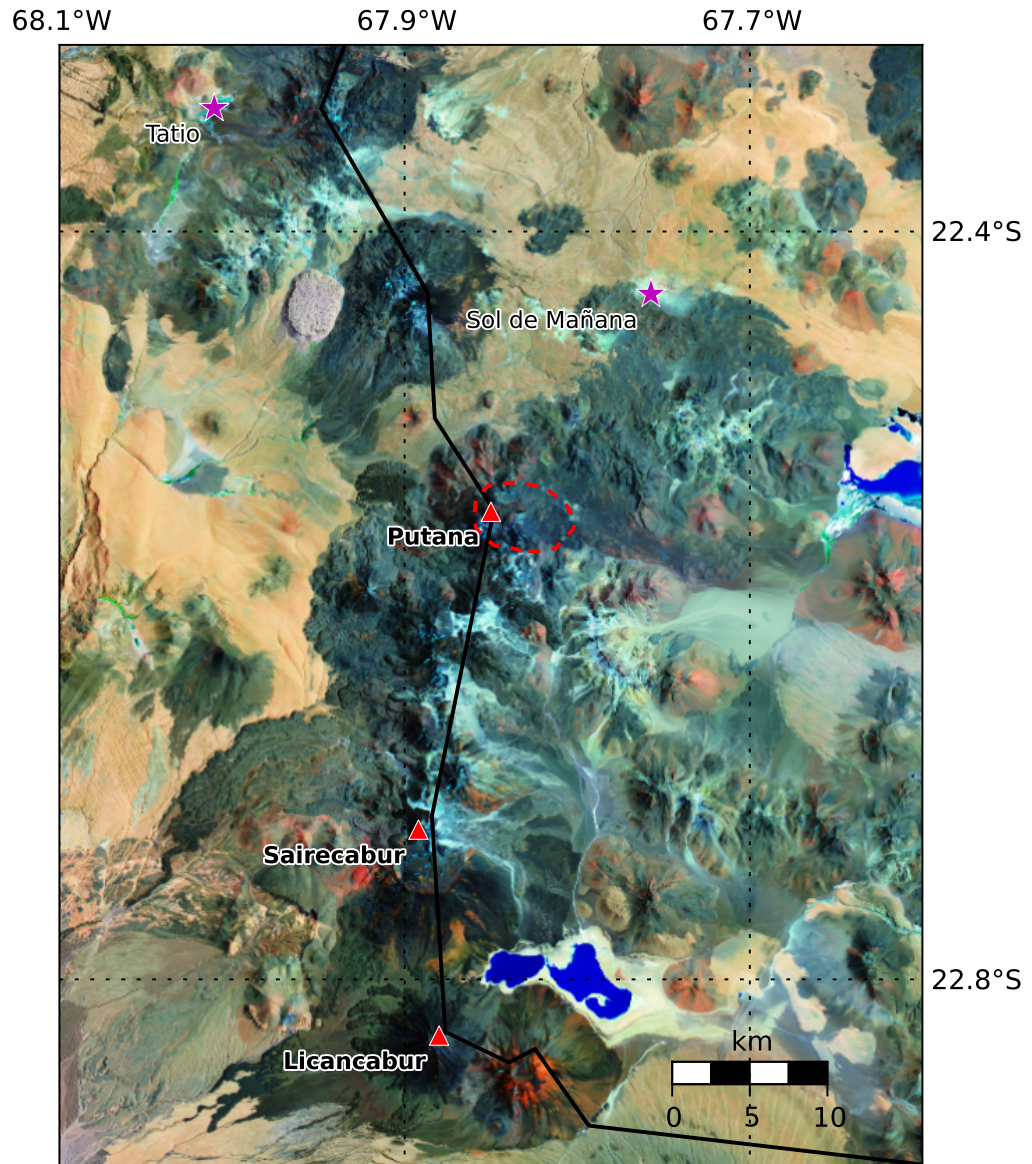 68.1°W 67.9°W 67.7°W
Tatio
22.4°S
Sol de Mañana
Putana
Sairecabur
22.8°S
Licancabur
km
0 5 10